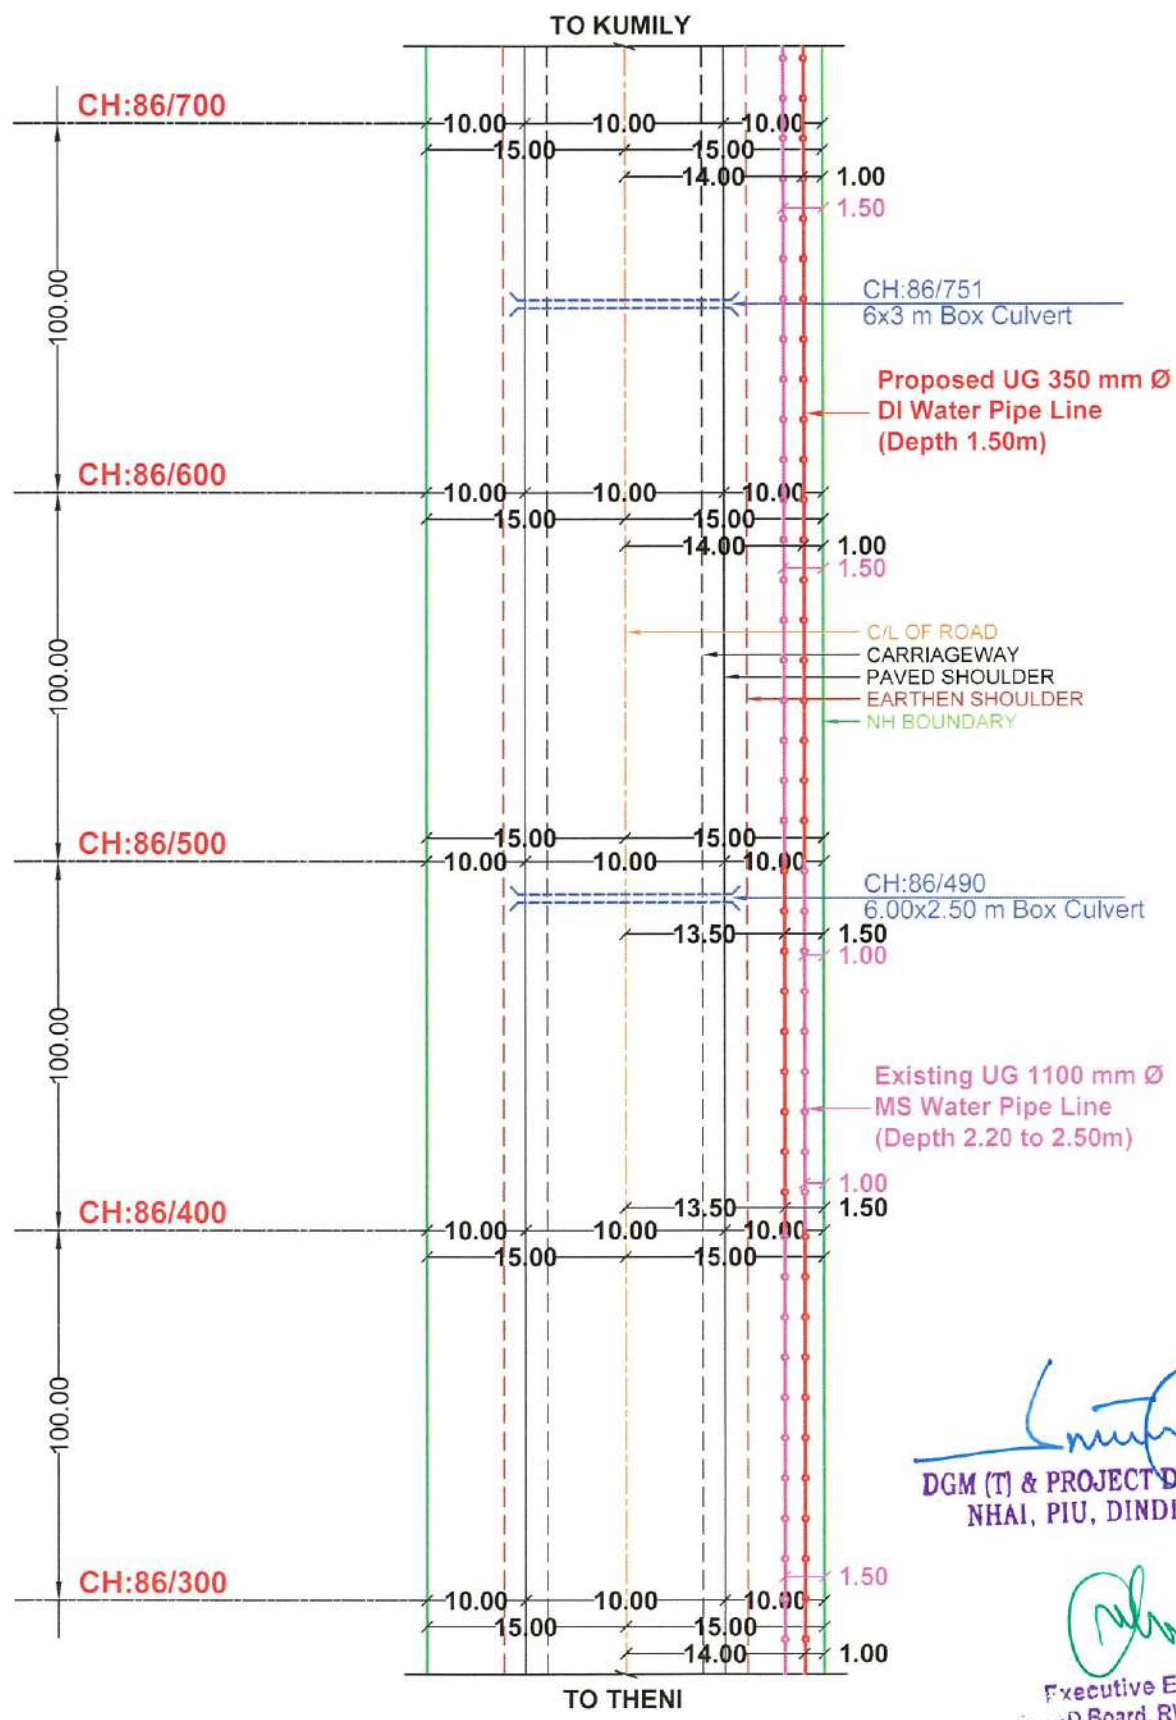 TO KUMILY
CH:86/700
10.00 10.00 10.00
15.00 15.00
14.00 1.00
1.50
100.00
CH:86/751
6x3 m Box Culvert
Proposed UG 350 mm Ø
DI Water Pipe Line
(Depth 1.50m)
CH:86/600
10.00 10.00 10.00
15.00 15.00
14.00 1.00
1.50
C/L OF ROAD
CARRIAGEWAY
PAVED SHOULDER
EARTHEN SHOULDER
NH BOUNDARY
100.00
15.00 15.00
CH:86/500
10.00 10.00 10.00
CH:86/490
6.00x2.50 m Box Culvert
13.50 1.50
1.00
100.00
Existing UG 1100 mm Ø
MS Water Pipe Line
(Depth 2.20 to 2.50m)
1.00
13.50 1.50
CH:86/400
10.00 10.00 10.00
15.00 15.00
100.00
DGM (T) & PROJECT D
NHAI, PIU, DINDI
1.50
CH:86/300
10.00 10.00 10.00
15.00 15.00
14.00 1.00
TO THENI
Executive E
D Board, RW